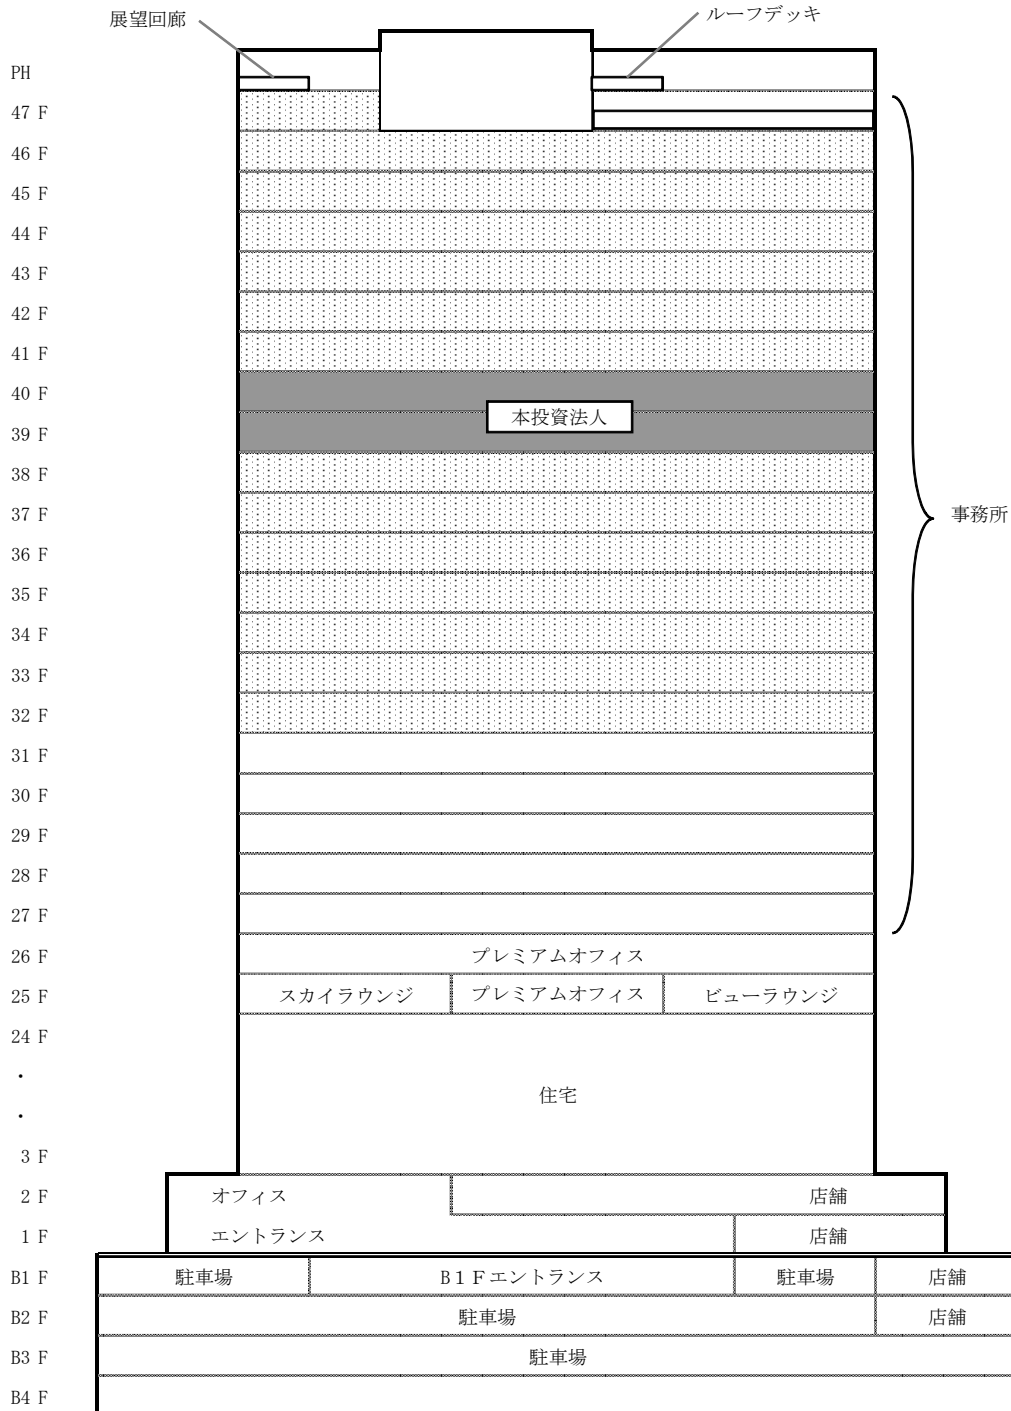 展望回廊
ルーフデッキ
PH
47 F
46 F
45 F
44 F
43 F
42 F
41 F
40 F
本投資法人
39 F
38 F
37 F
事務所
36 F
35 F
34 F
33 F
32 F
31 F
30 F
29 F
28 F
27 F
26 F プレミアムオフィス
25 F スカイラウンジ プレミアムオフィス ビューラウンジ
24 F
・
住宅
・
3 F
2 F オフィス 店舗
1 F エントランス 店舗
B1 F 駐車場 B１Ｆエントランス 駐車場 店舗
B2 F 駐車場 店舗
B3 F 駐車場
B4 F